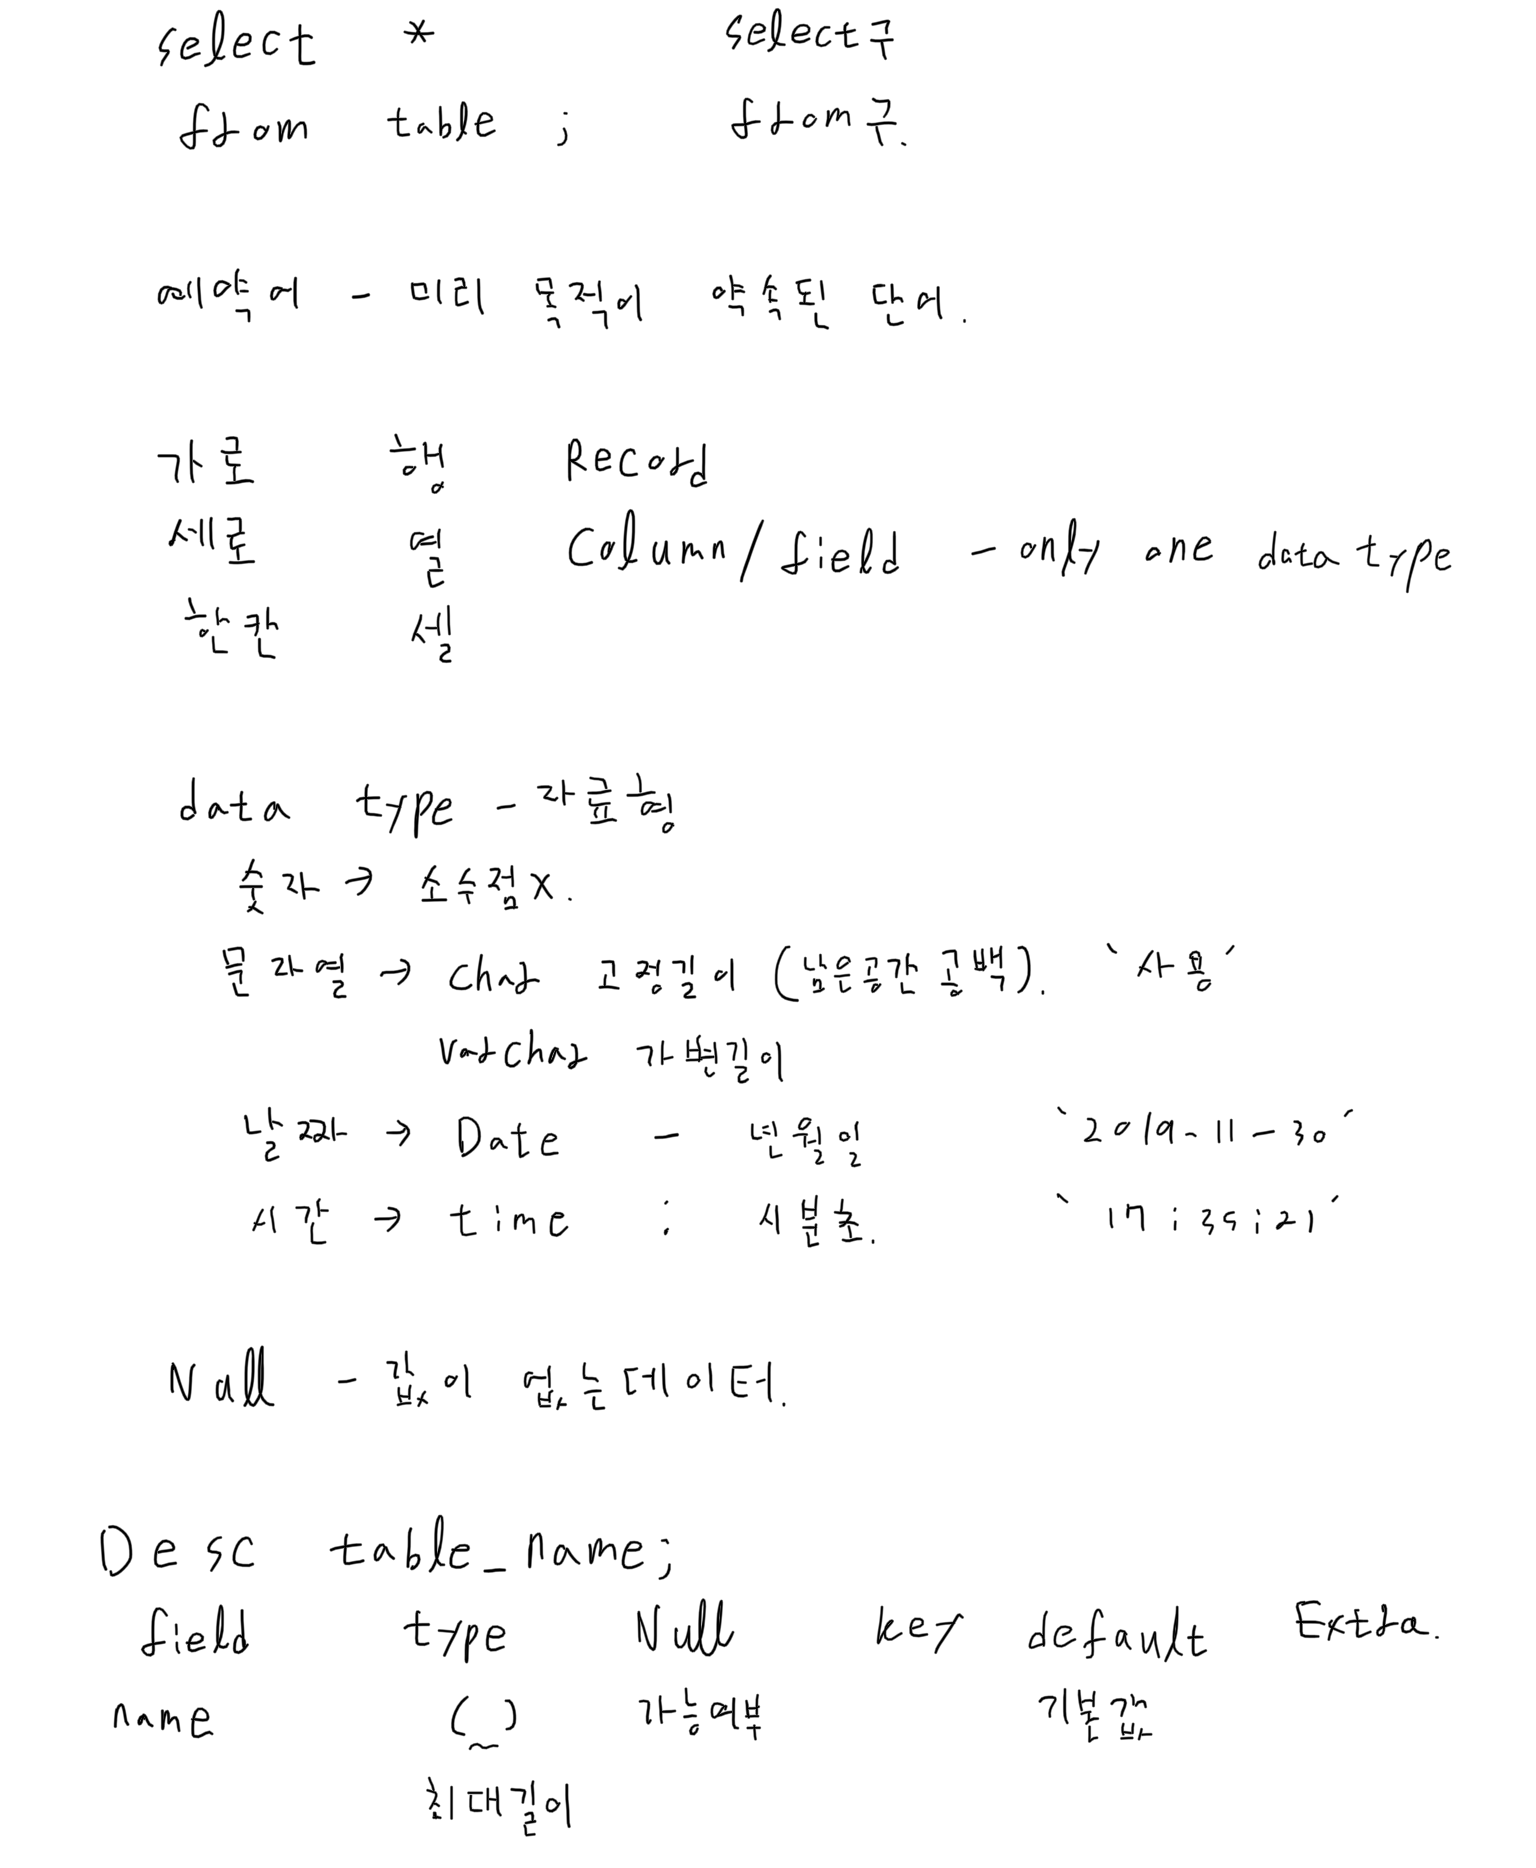 select * select구
from table ; from구.
예약어 - 미리 목적이 약속된 단어.
가로 행 Record
세로 열 Column/field - only one data type
한칸 셀
data type - 자료형
숫자 → 소수점x.
문자열 → char 고정길이 (남은공간 공백). `사용´
varchar 가변길이
날짜 → Date - 년월일 `2019-11-30´
시간 → time : 시분초. `17:35:21´
Null - 값이 없는데이터.
Desc table_name;
field type Null key default Extra.
name (_) 가능여부 기본값
최대길이